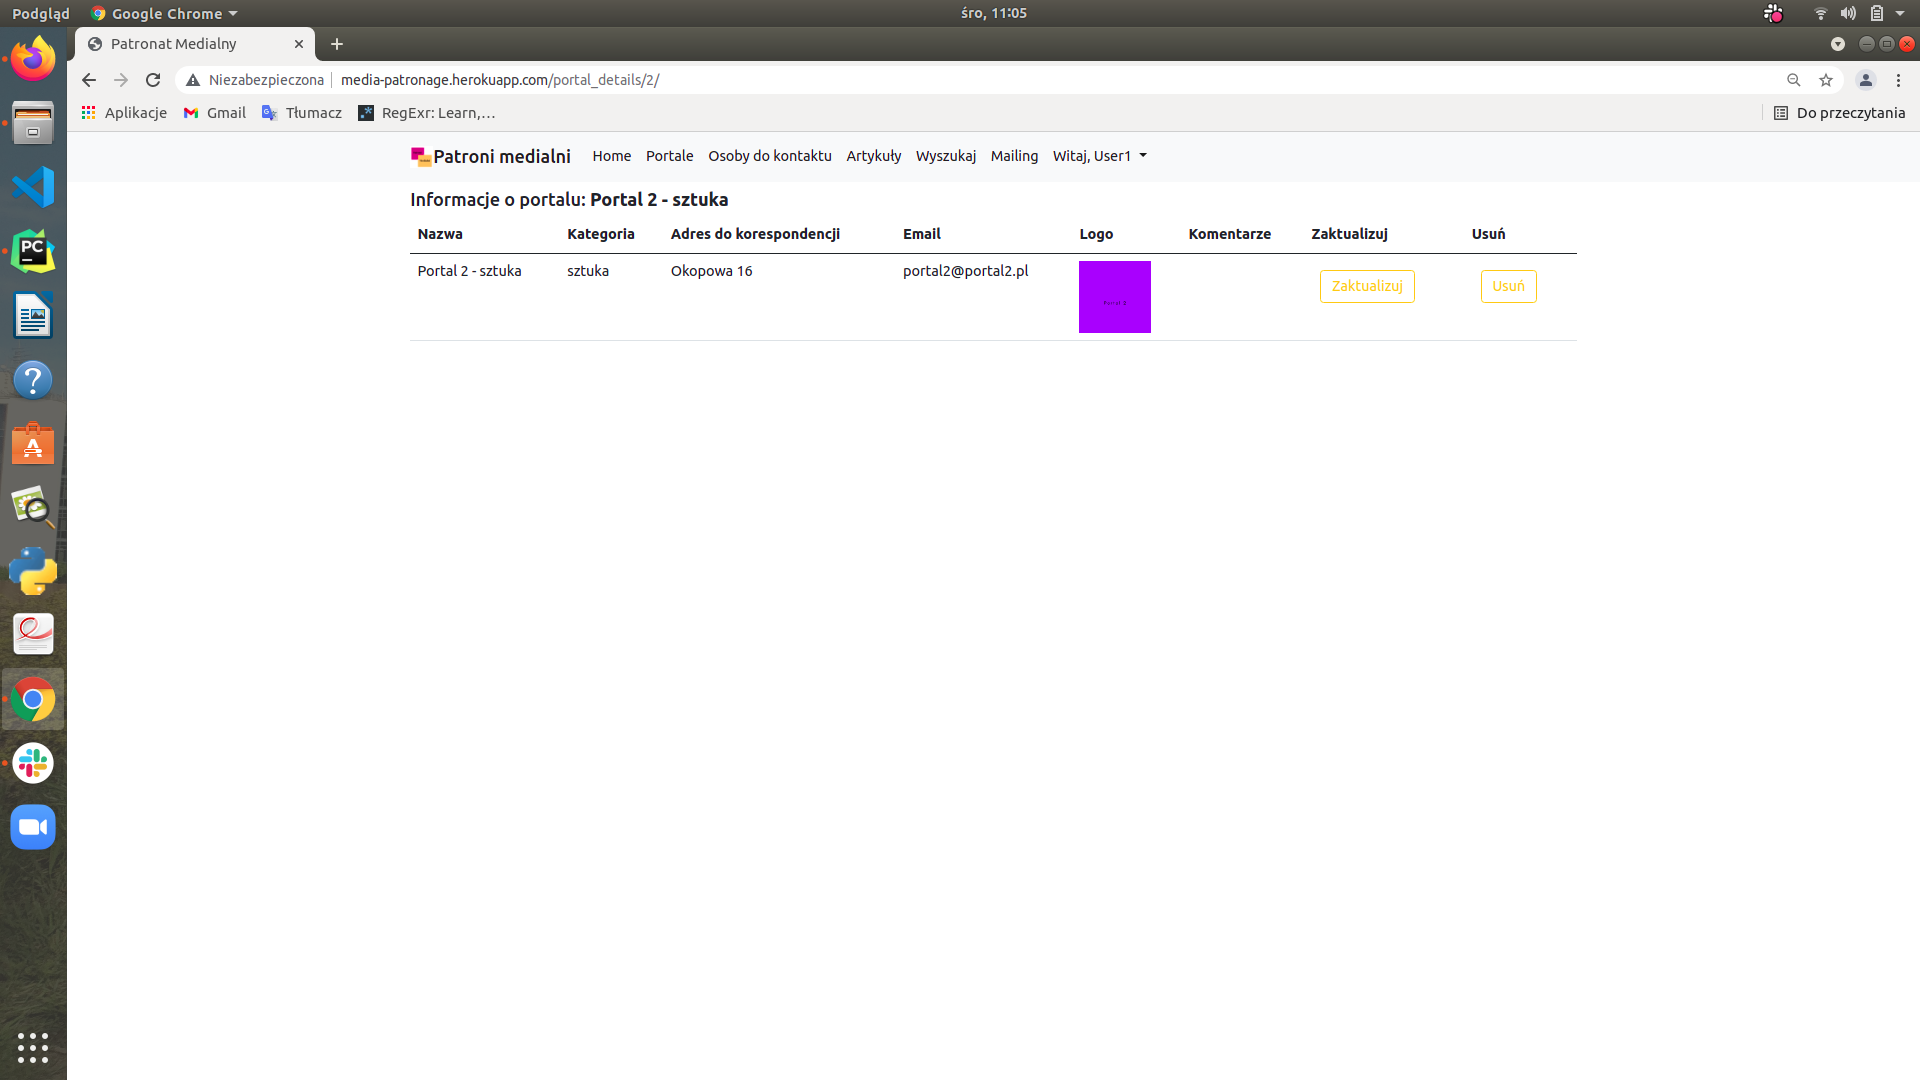 Podgląd Google Chrome śro, 11:05
Patronat Medialny
Niezabezpieczona media-patronage.herokuapp.com/portal_details/2/
Aplikacje Gmail Tłumacz RegExr: Learn,… Do przeczytania
Patroni medialni Home Portale Osoby do kontaktu Artykuły Wyszukaj Mailing Witaj, User1
Informacje o portalu: Portal 2 - sztuka
Nazwa Kategoria Adres do korespondencji Email Logo Komentarze Zaktualizuj Usuń
Portal 2 - sztuka sztuka Okopowa 16 portal2@portal2.pl Zaktualizuj Usuń
Portal 2
PC